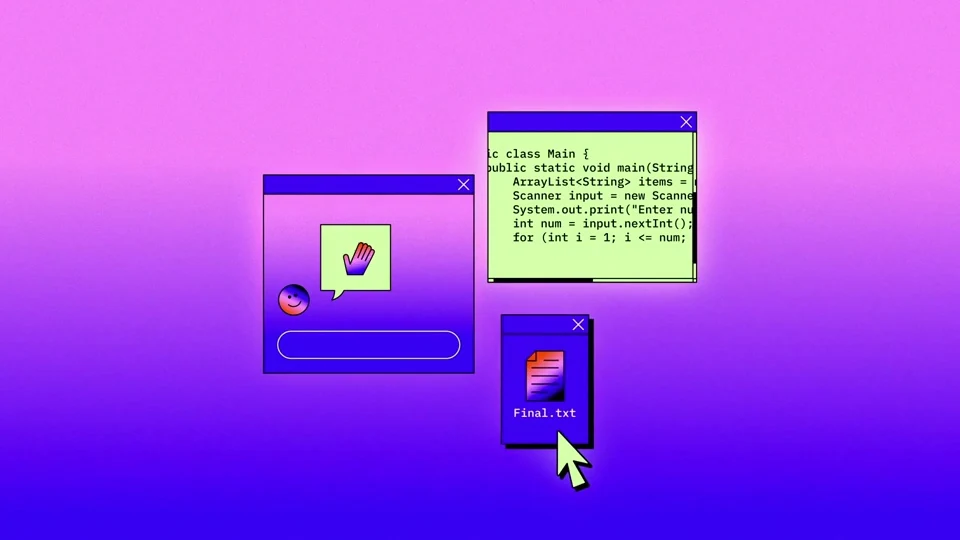 ic class Main {
public static void main(String
ArrayList<String> items =
Scanner input = new Scanne
System.out.print("Enter nu
int num = input.nextInt();
for (int i = 1; i <= num;
Final.txt